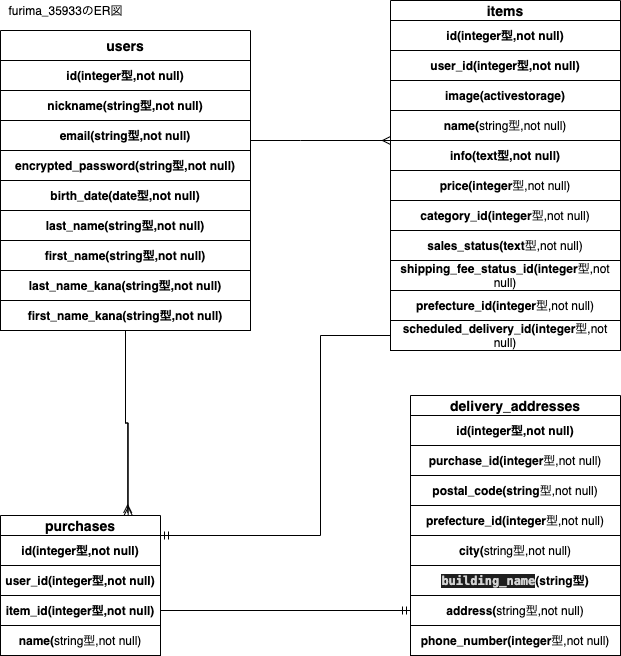 furima_35933のER図
users
id(integer型,not null)
nickname(string型,not null)
email(string型,not null)
encrypted_password(string型,not null)
birth_date(date型,not null)
last_name(string型,not null)
first_name(string型,not null)
last_name_kana(string型,not null)
first_name_kana(string型,not null)
items
id(integer型,not null)
user_id(integer型,not null)
image(activestorage)
name(string型,not null)
info(text型,not null)
price(integer型,not null)
category_id(integer型,not null)
sales_status(text型,not null)
shipping_fee_status_id(integer型,not
null)
prefecture_id(integer型,not null)
scheduled_delivery_id(integer型,not
null)
purchases
id(integer型,not null)
user_id(integer型,not null)
item_id(integer型,not null)
name(string型,not null)
delivery_addresses
id(integer型,not null)
purchase_id(integer型,not null)
postal_code(string型,not null)
prefecture_id(integer型,not null)
city(string型,not null)
building_name(string型)
address(string型,not null)
phone_number(integer型,not null)